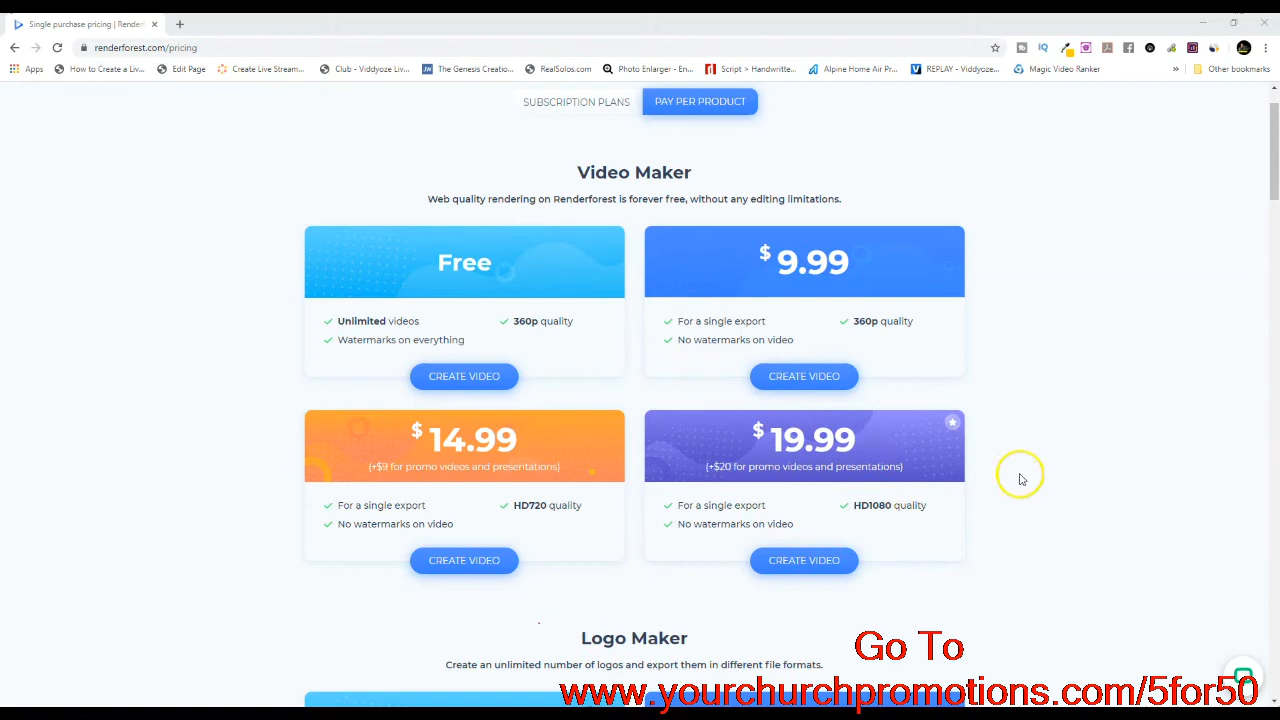 Single purchase pricing | Renderf
renderforest.com/pricing
Apps How to Create a Liv... Edit Page Create Live Stream... Club - Viddyoze Liv... The Genesis Creatio... RealSolos.com Photo Enlarger - En... Script > Handwritte... Alpine Home Air Pr... REPLAY - Viddyoze... Magic Video Ranker » Other bookmarks
SUBSCRIPTION PLANS PAY PER PRODUCT
Video Maker
Web quality rendering on Renderforest is forever free, without any editing limitations.
Free
$ 9.99
Unlimited videos 360p quality
Watermarks on everything
CREATE VIDEO
For a single export 360p quality
No watermarks on video
CREATE VIDEO
$ 14.99
(+$9 for promo videos and presentations)
For a single export HD720 quality
No watermarks on video
CREATE VIDEO
$ 19.99
(+$20 for promo videos and presentations)
For a single export HD1080 quality
No watermarks on video
CREATE VIDEO
Logo Maker
Create an unlimited number of logos and export them in different file formats.
Go To
www.yourchurchpromotions.com/5for50